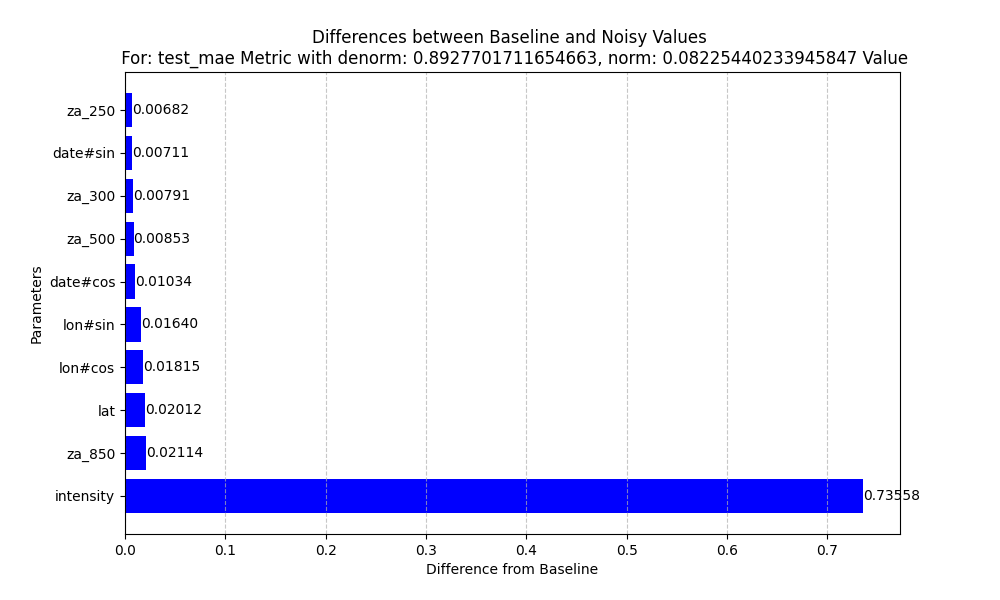 Differences between Baseline and Noisy Values
For: test_mae Metric with denorm: 0.8927701711654663, norm: 0.08225440233945847 Value
Parameters
za_250 0.00682
date#sin 0.00711
za_300 0.00791
za_500 0.00853
date#cos 0.01034
lon#sin 0.01640
lon#cos 0.01815
lat 0.02012
za_850 0.02114
intensity 0.73558
0.0 0.1 0.2 0.3 0.4 0.5 0.6 0.7
Difference from Baseline